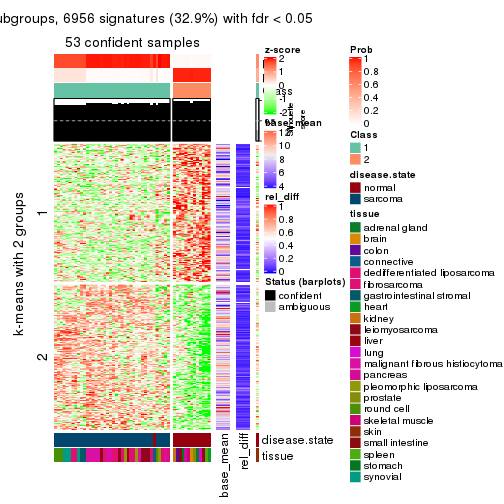 ubgroups, 6956 signatures (32.9%) with fdr < 0.05
53 confident samples
k-means with 2 groups
1
2
z-score
2
1
-1
-2
base_mean
12
10
8
6
4
rel_diff
1
0.8
0.6
0.4
0.2
0
Status (barplots)
confident
ambiguous
Silhouette
score
disease.state
tissue
base_mean
rel_diff
Prob
1
0.8
0.6
0.4
0.2
0
Class
1
2
disease.state
normal
sarcoma
tissue
adrenal gland
brain
colon
connective
dedifferentiated liposarcoma
fibrosarcoma
gastrointestinal stromal
heart
kidney
leiomyosarcoma
liver
lung
malignant fibrous histiocytoma
pancreas
pleomorphic liposarcoma
prostate
round cell
skeletal muscle
skin
small intestine
spleen
stomach
synovial